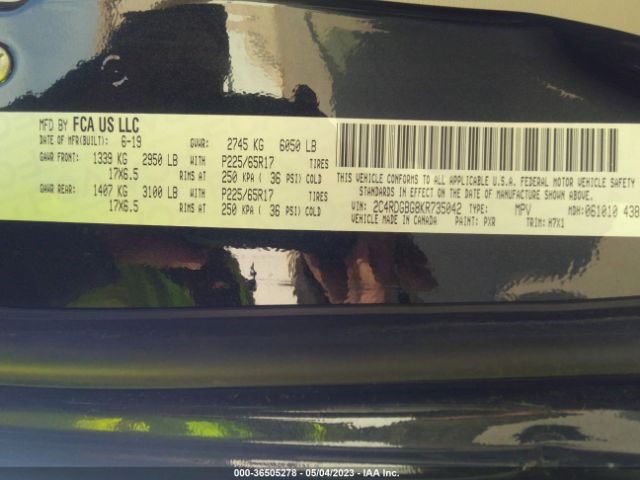 MFD BY FCA US LLC
DATE OF MFR(BUILT): 6-19 GVWR: 2745 KG 6050 LB
GAWR FRONT: 1339 KG 2950 LB WITH P225/65R17 TIRES
17X6.5 RIMS AT 250 KPA ( 36 PSI) COLD
GAWR REAR: 1407 KG 3100 LB WITH P225/65R17 TIRES
17X6.5 RIMS AT 250 KPA ( 36 PSI) COLD
THIS VEHICLE CONFORMS TO ALL APPLICABLE U.S.A. FEDERAL MOTOR VEHICLE SAFETY
STANDARDS IN EFFECT ON THE DATE OF MANUFACTURE SHOWN ABOVE.
VIN: 2C4RDGBG8KR735042 TYPE: MPV MDH: 061010 438
VEHICLE MADE IN CANADA PAINT: PXR TRIM: H7X1
000-36505278 - 05/04/2023 - IAA Inc.